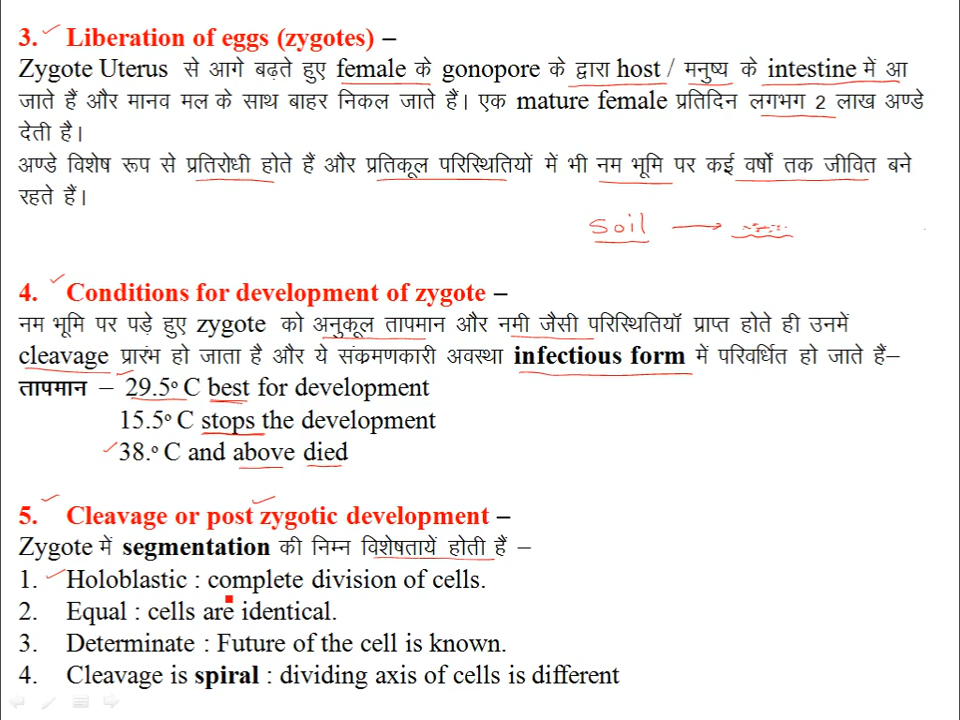 3. Liberation of eggs (zygotes) –
Zygote Uterus से आगे बढ़ते हुए female के gonopore के द्वारा host / मनुष्य के intestine में आ
जाते हैं और मानव मल के साथ बाहर निकल जाते हैं। एक mature female प्रतिदिन लगभग 2 लाख अण्डे
देती है।
अण्डे विशेष रूप से प्रतिरोधी होते हैं और प्रतिकूल परिस्थितियों में भी नम भूमि पर कई वर्षो तक जीवित बने
रहते हैं।
Soil
4. Conditions for development of zygote –
नम भूमि पर पड़े हुए zygote को अनुकूल तापमान और नमी जैसी परिस्थितियॉ प्राप्त होते ही उनमें
cleavage प्रारंभ हो जाता है और ये संक्रमणकारी अवस्था infectious form में परिवर्धित हो जाते हैं–
तापमान – 29.5° C best for development
15.5° C stops the development
38.° C and above died
5. Cleavage or post zygotic development –
Zygote में segmentation की निम्न विशेषतायें होती हैं –
1. Holoblastic : complete division of cells.
2. Equal : cells are identical.
3. Determinate : Future of the cell is known.
4. Cleavage is spiral : dividing axis of cells is different